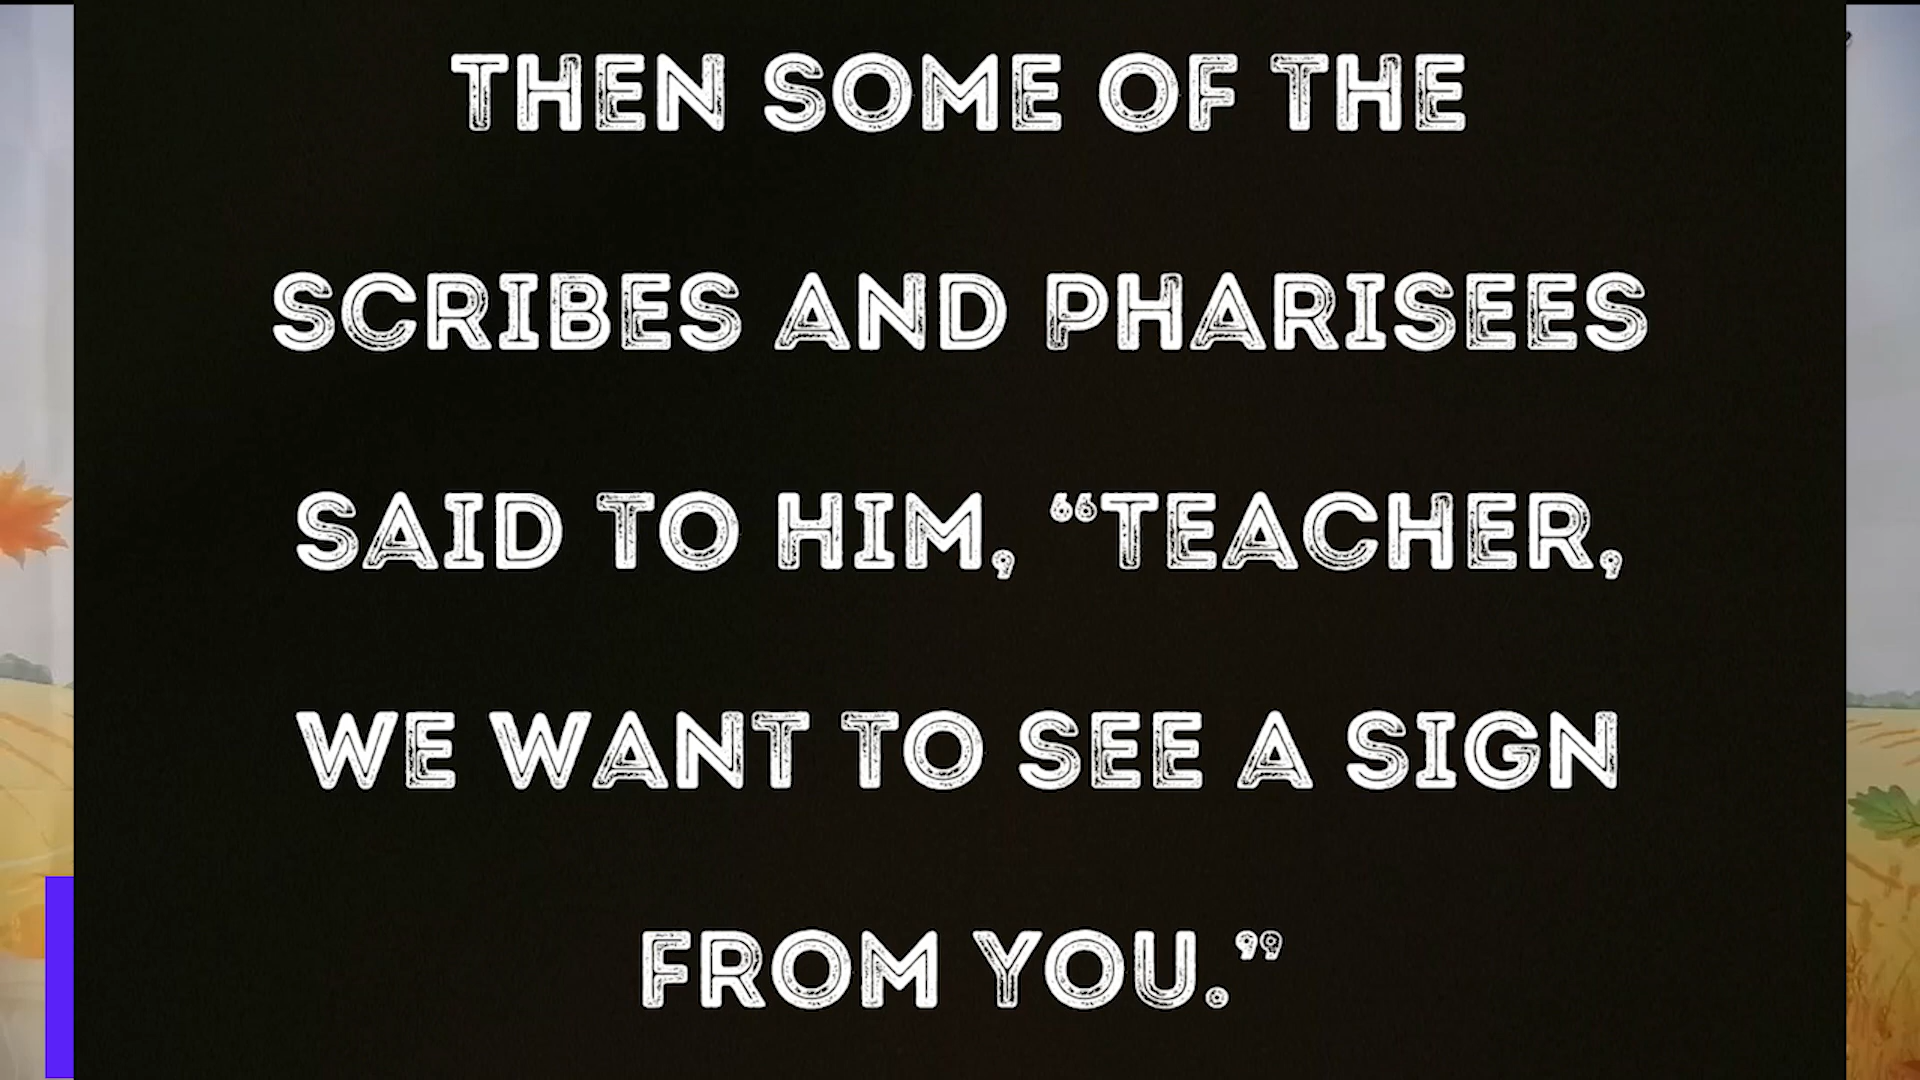 THEN SOME OF THE
SCRIBES AND PHARISEES
SAID TO HIM, “TEACHER,
WE WANT TO SEE A SIGN
FROM YOU.”